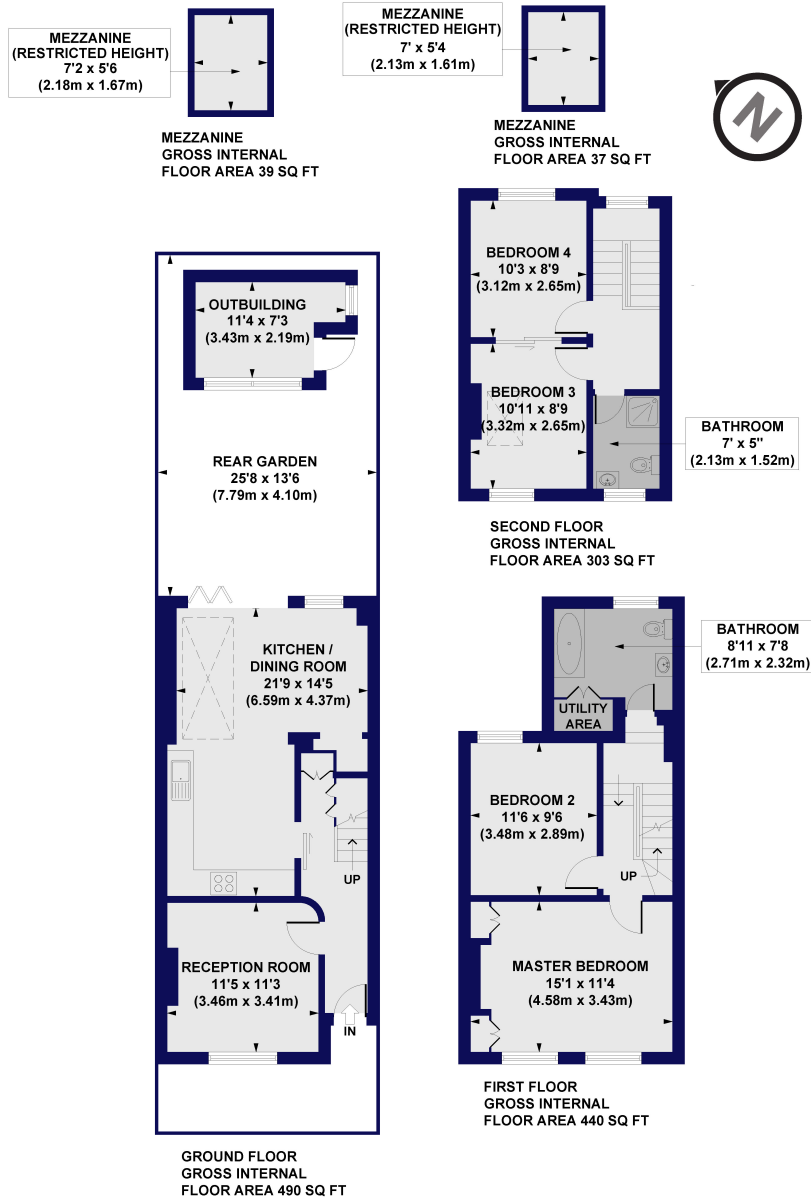 MEZZANINE
(RESTRICTED HEIGHT)
7'2 x 5'6
(2.18m x 1.67m)
MEZZANINE
GROSS INTERNAL
FLOOR AREA 39 SQ FT
MEZZANINE
(RESTRICTED HEIGHT)
7' x 5'4
(2.13m x 1.61m)
MEZZANINE
GROSS INTERNAL
FLOOR AREA 37 SQ FT
N
OUTBUILDING
11'4 x 7'3
(3.43m x 2.19m)
REAR GARDEN
25'8 x 13'6
(7.79m x 4.10m)
KITCHEN /
DINING ROOM
21'9 x 14'5
(6.59m x 4.37m)
UP
RECEPTION ROOM
11'5 x 11'3
(3.46m x 3.41m)
IN
GROUND FLOOR
GROSS INTERNAL
FLOOR AREA 490 SQ FT
BEDROOM 4
10'3 x 8'9
(3.12m x 2.65m)
BEDROOM 3
10'11 x 8'9
(3.32m x 2.65m)
BATHROOM
7' x 5"
(2.13m x 1.52m)
SECOND FLOOR
GROSS INTERNAL
FLOOR AREA 303 SQ FT
BATHROOM
8'11 x 7'8
(2.71m x 2.32m)
UTILITY
AREA
BEDROOM 2
11'6 x 9'6
(3.48m x 2.89m)
UP
MASTER BEDROOM
15'1 x 11'4
(4.58m x 3.43m)
FIRST FLOOR
GROSS INTERNAL
FLOOR AREA 440 SQ FT